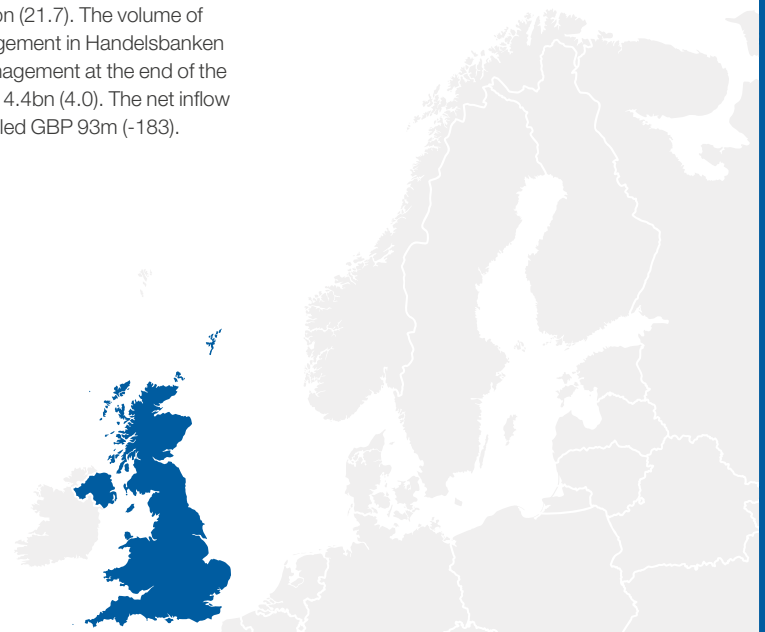 on (21.7). The volume of
gement in Handelsbanken
nagement at the end of the
4.4bn (4.0). The net inflow
led GBP 93m (-183).